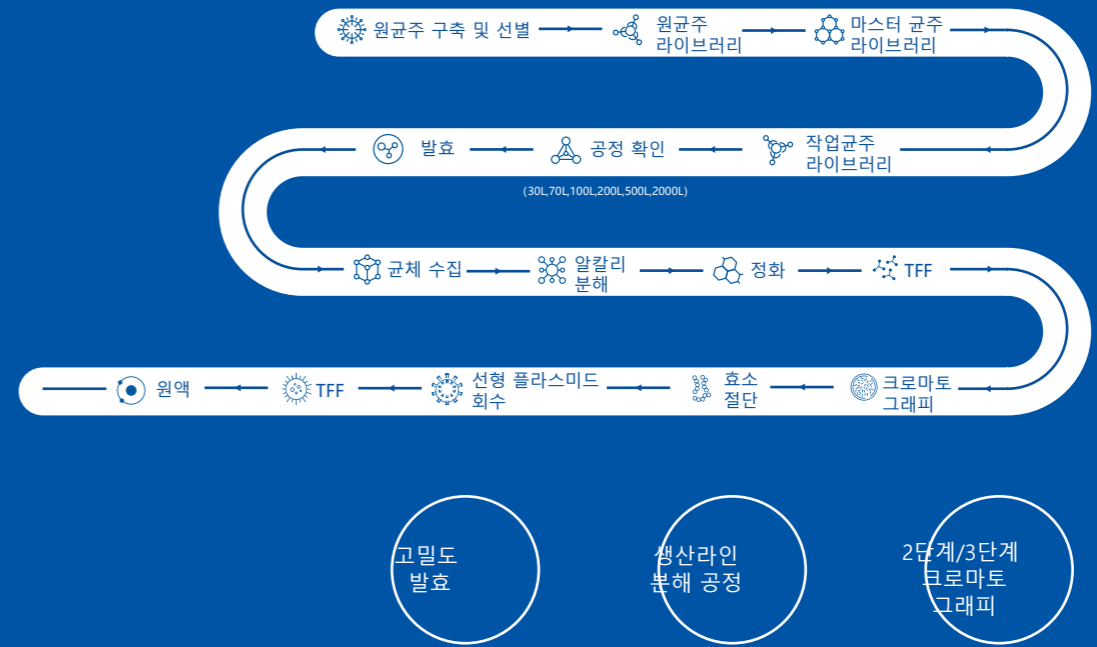 원균주 구축 및 선별
원균주
라이브러리
마스터 균주
라이브러리
발효
공정 확인
작업균주
라이브러리
(30L,70L,100L,200L,500L,2000L)
균체 수집
알칼리
분해
정화
TFF
원액
TFF
선형 플라스미드
회수
효소
절단
크로마토
그래피
고밀도
발효
생산라인
분해 공정
2단계/3단계
크로마토
그래피